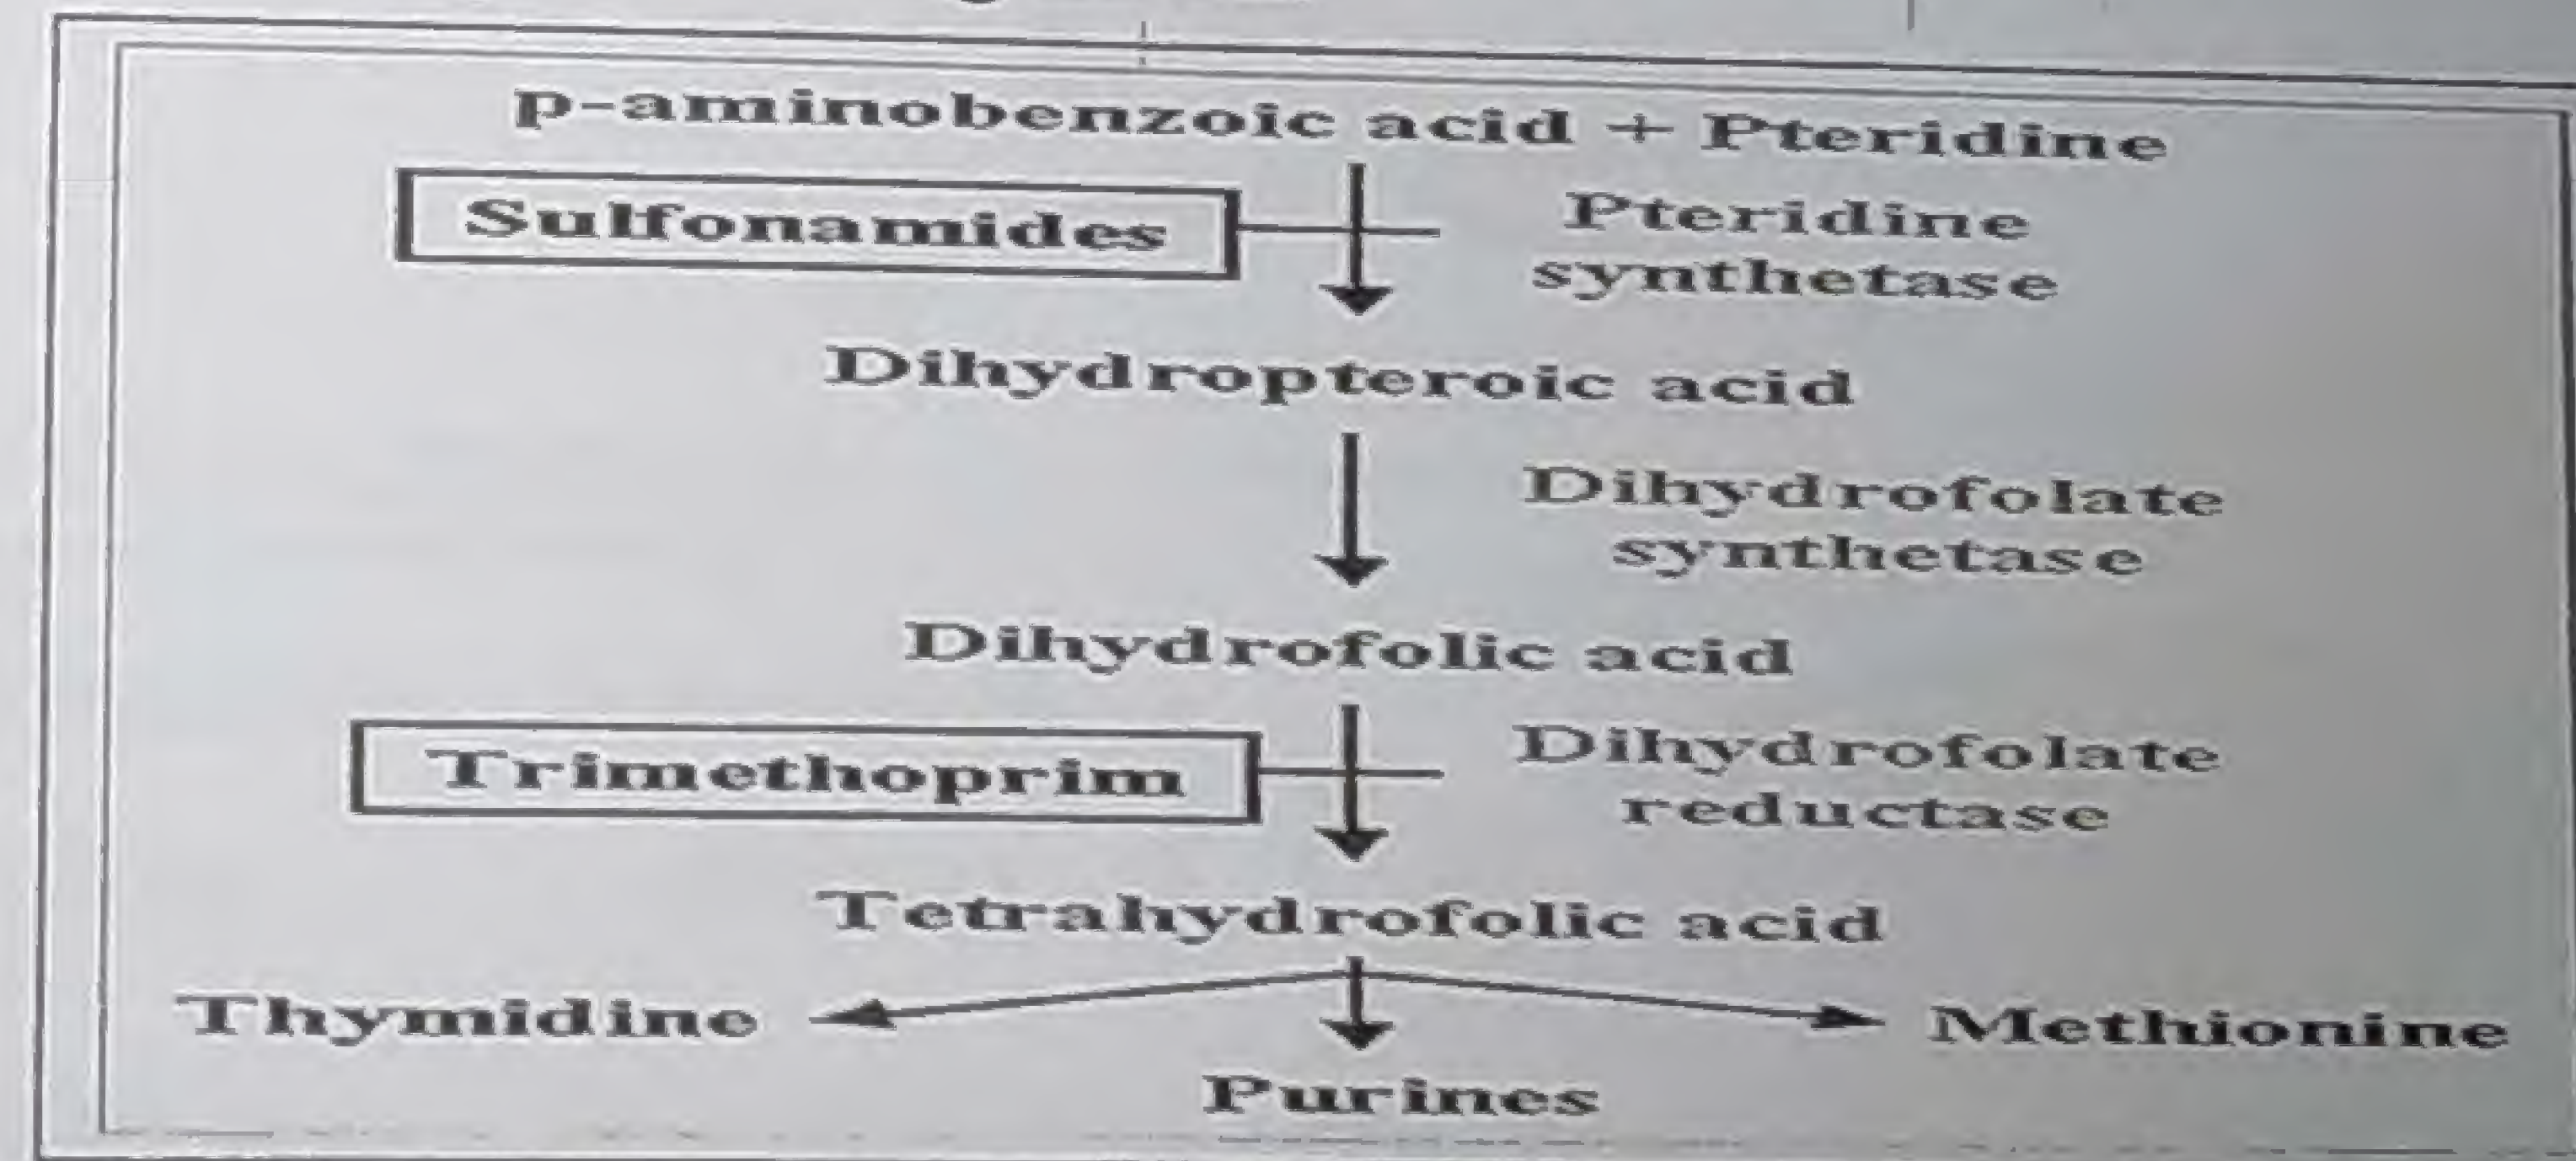 p-aminobenzoic acid + Pteridine
Sulfonamides
Pteridine
synthetase
Dihydropteroic acid
Dihydrofolate
synthetase
Dihydrofolic acid
Trimethoprim
Dihydrofolate
reductase
Tetrahydrofolic acid
Thymidine
Methionine
Purines